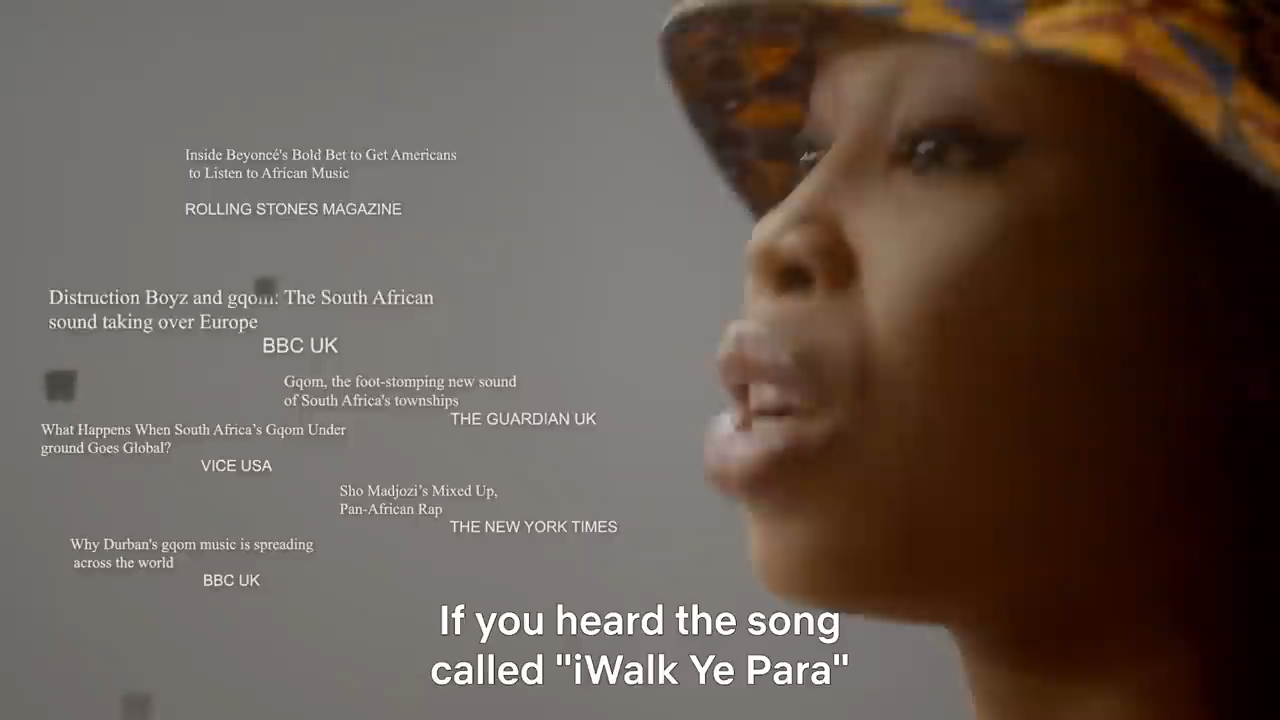 Inside Beyoncé's Bold Bet to Get Americans
to Listen to African Music
ROLLING STONES MAGAZINE
Distruction Boyz and gqom: The South African
sound taking over Europe
BBC UK
Gqom, the foot-stomping new sound
of South Africa's townships
THE GUARDIAN UK
What Happens When South Africa’s Gqom Under
ground Goes Global?
VICE USA
Sho Madjozi’s Mixed Up,
Pan-African Rap
THE NEW YORK TIMES
Why Durban's gqom music is spreading
across the world
BBC UK
If you heard the song
called "iWalk Ye Para"